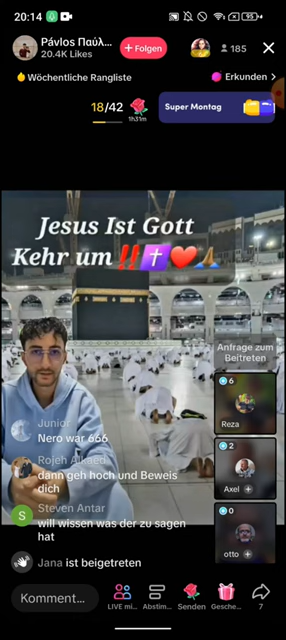 20:14
95
Pávlos Παύλ...
20.4K Likes
+ Folgen
185
Wöchentliche Rangliste
Erkunden >
18/42
1h31m
Super Montag
Jesus Ist Gott
Kehr um‼️✝️❤️🙏
Anfrage zum
Beitreten
6
Reza
2
Axel +
0
otto +
Junior
Nero war 666
Rojeh Alkaed
dann geh hoch und Beweis
dich
S
Steven Antar
will wissen was der zu sagen
hat
Jana ist beigetreten
Komment...
LIVE mi...
Abstim...
Senden
Gesche...
7